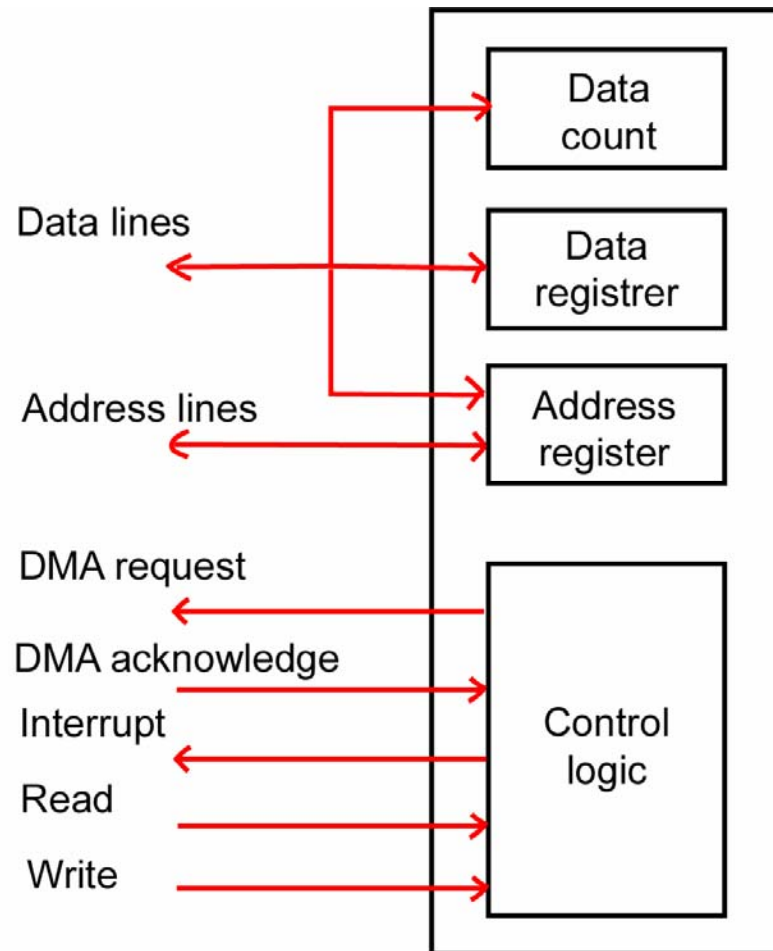 Data
count
Data lines
Data
registrer
Address lines
Address
register
DMA request
DMA acknowledge
Interrupt
Control
logic
Read
Write